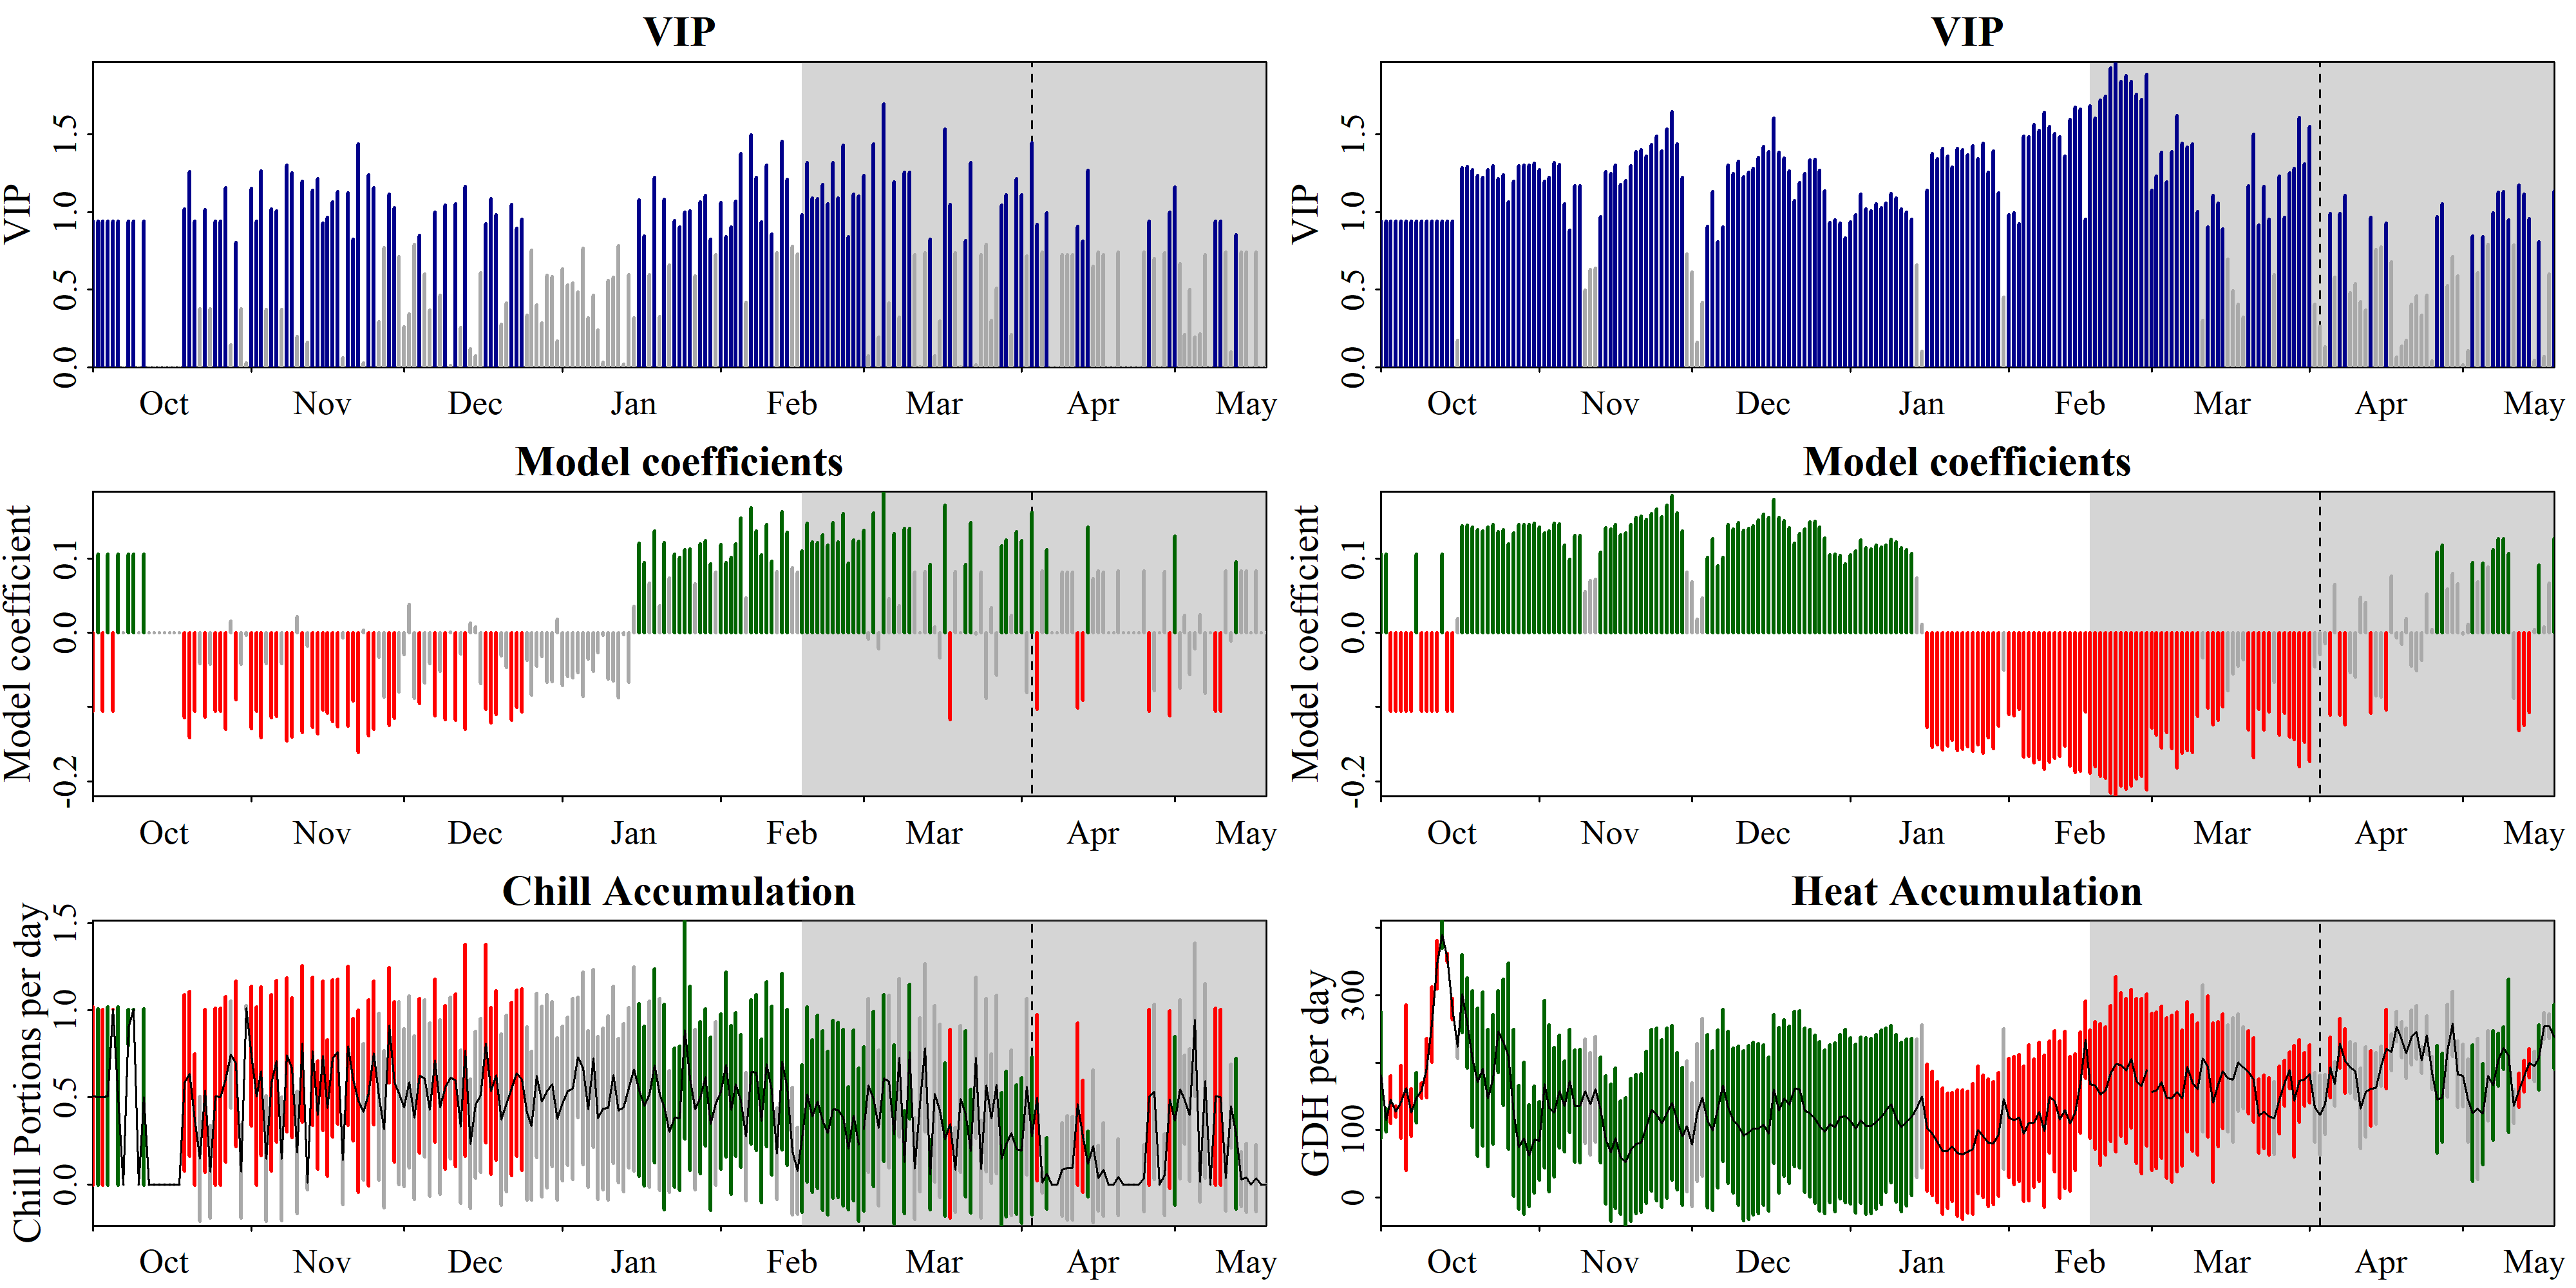 VIP
VIP
VIP
0.0 0.5 1.0 1.5
Oct Nov Dec Jan Feb Mar Apr May
VIP
0.0 0.5 1.0 1.5
Oct Nov Dec Jan Feb Mar Apr May
Model coefficients
Model coefficients
Model coefficient
-0.2 0.0 0.1
Oct Nov Dec Jan Feb Mar Apr May
Model coefficient
-0.2 0.0 0.1
Oct Nov Dec Jan Feb Mar Apr May
Chill Accumulation
Heat Accumulation
Chill Portions per day
0.0 0.5 1.0 1.5
Oct Nov Dec Jan Feb Mar Apr May
GDH per day
0 100 300
Oct Nov Dec Jan Feb Mar Apr May